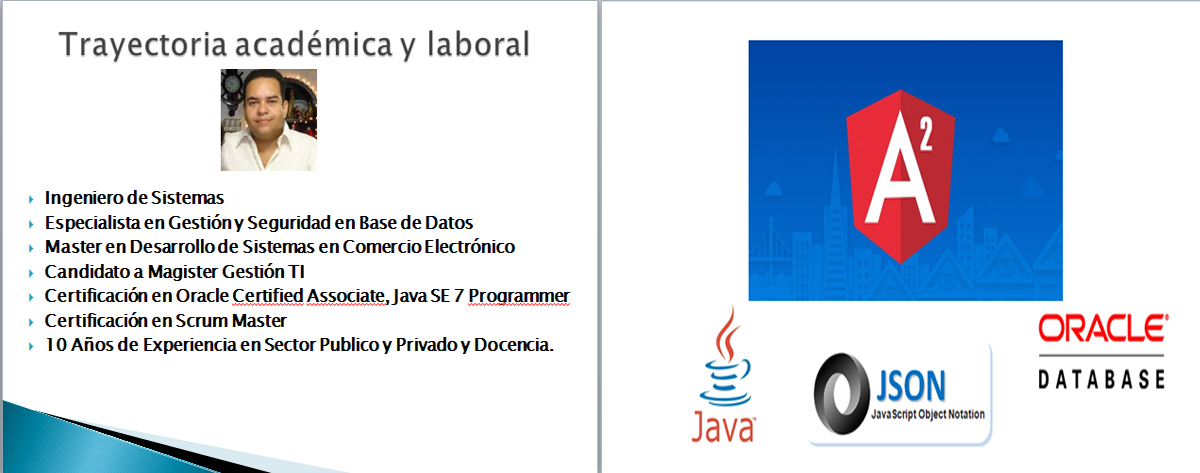 Trayectoria académica y laboral
Ingeniero de Sistemas
Especialista en Gestión y Seguridad en Base de Datos
Master en Desarrollo de Sistemas en Comercio Electrónico
Candidato a Magister Gestión TI
Certificación en Oracle Certified Associate, Java SE 7 Programmer
Certificación en Scrum Master
10 Años de Experiencia en Sector Publico y Privado y Docencia.
A2
Java™
JSON
JavaScript Object Notation
ORACLE®
DATABASE